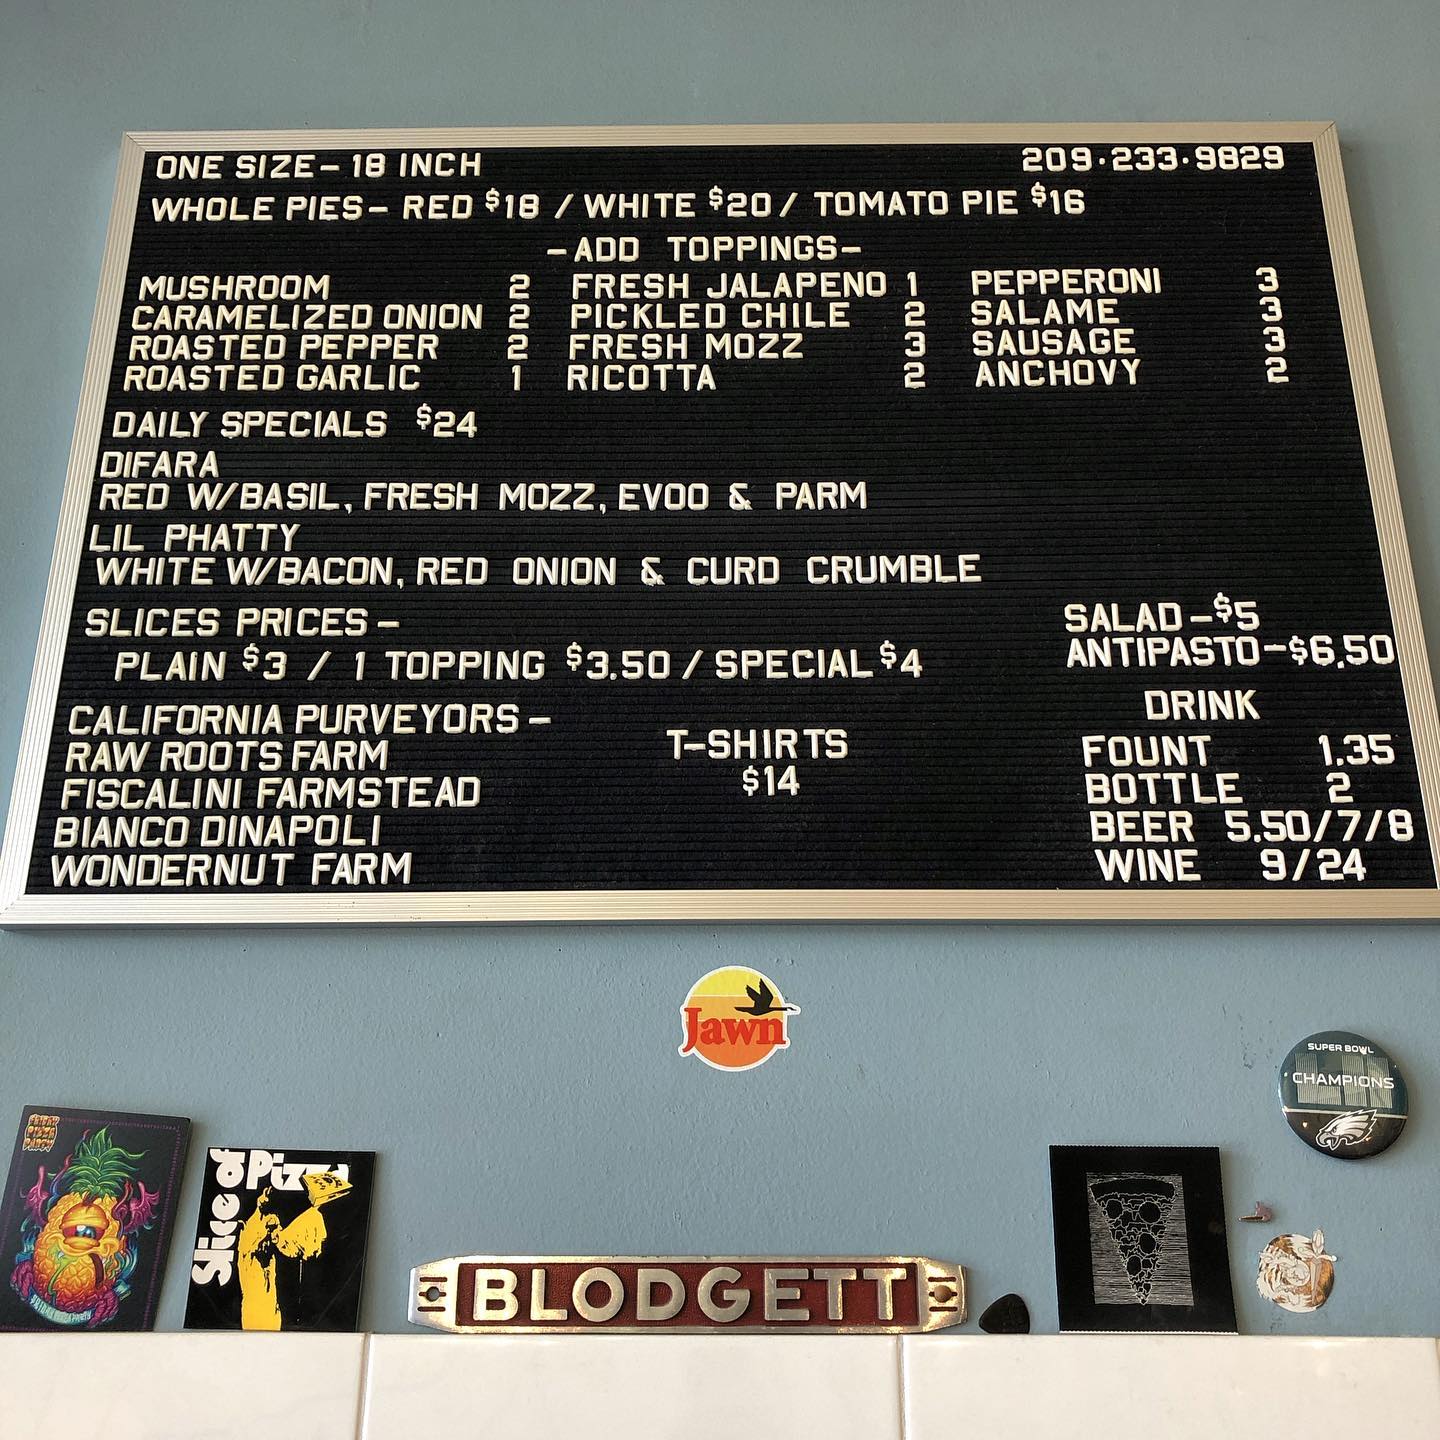 ONE SIZE – 18 INCH 209·233·9829
WHOLE PIES – RED $18 / WHITE $20 / TOMATO PIE $16
– ADD TOPPINGS –
MUSHROOM 2 FRESH JALAPENO 1 PEPPERONI 3
CARAMELIZED ONION 2 PICKLED CHILE 2 SALAME 3
ROASTED PEPPER 2 FRESH MOZZ 3 SAUSAGE 3
ROASTED GARLIC 1 RICOTTA 2 ANCHOVY 2
DAILY SPECIALS $24
DIFARA
RED W/BASIL, FRESH MOZZ, EVOO & PARM
LIL PHATTY
WHITE W/BACON, RED ONION & CURD CRUMBLE
SLICES PRICES –
PLAIN $3 / 1 TOPPING $3.50 / SPECIAL $4
SALAD – $5
ANTIPASTO – $6.50
CALIFORNIA PURVEYORS –
RAW ROOTS FARM
FISCALINI FARMSTEAD
BIANCO DINAPOLI
WONDERNUT FARM
T-SHIRTS
$14
DRINK
FOUNT 1.35
BOTTLE 2
BEER 5.50/7/8
WINE 9/24
Jawn
SUPER BOWL
CHAMPIONS
PIZZA
PARTY
Slice of Pizza
BLODGETT